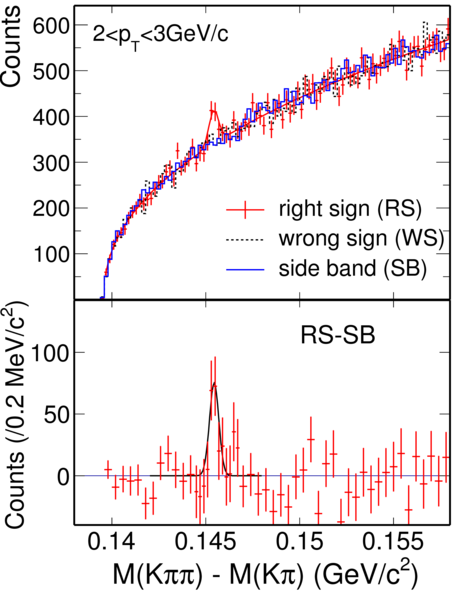 Counts
600
500
400
300
200
100
2<p_T<3GeV/c
right sign (RS)
wrong sign (WS)
side band (SB)
Counts (/0.2 MeV/c²)
100
50
0
RS-SB
0.14
0.145
0.15
0.155
M(Kππ) - M(Kπ) (GeV/c²)